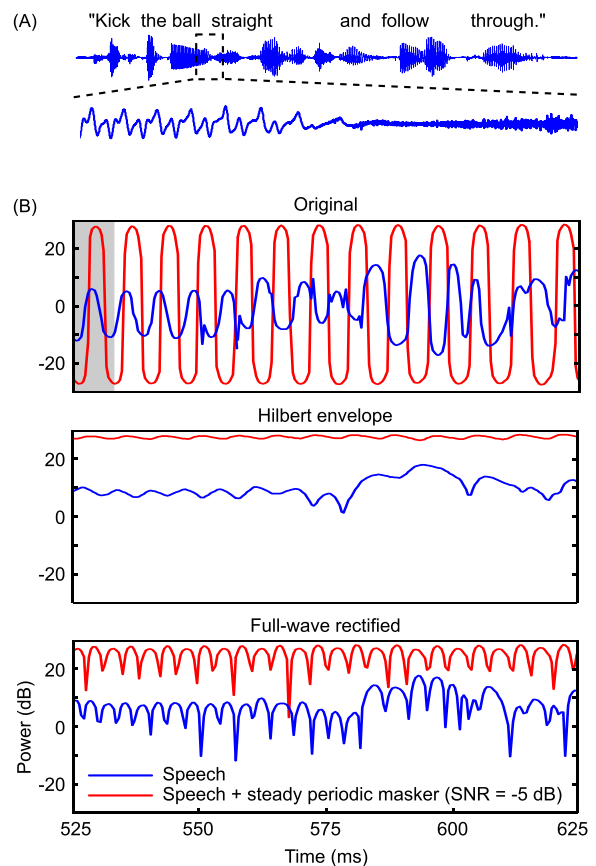 (A)
"Kick the ball straight and follow through."
(B)
Original
20
0
-20
Hilbert envelope
20
0
-20
Full-wave rectified
20
0
-20
Power (dB)
Speech
Speech + steady periodic masker (SNR = -5 dB)
525 550 575 600 625
Time (ms)